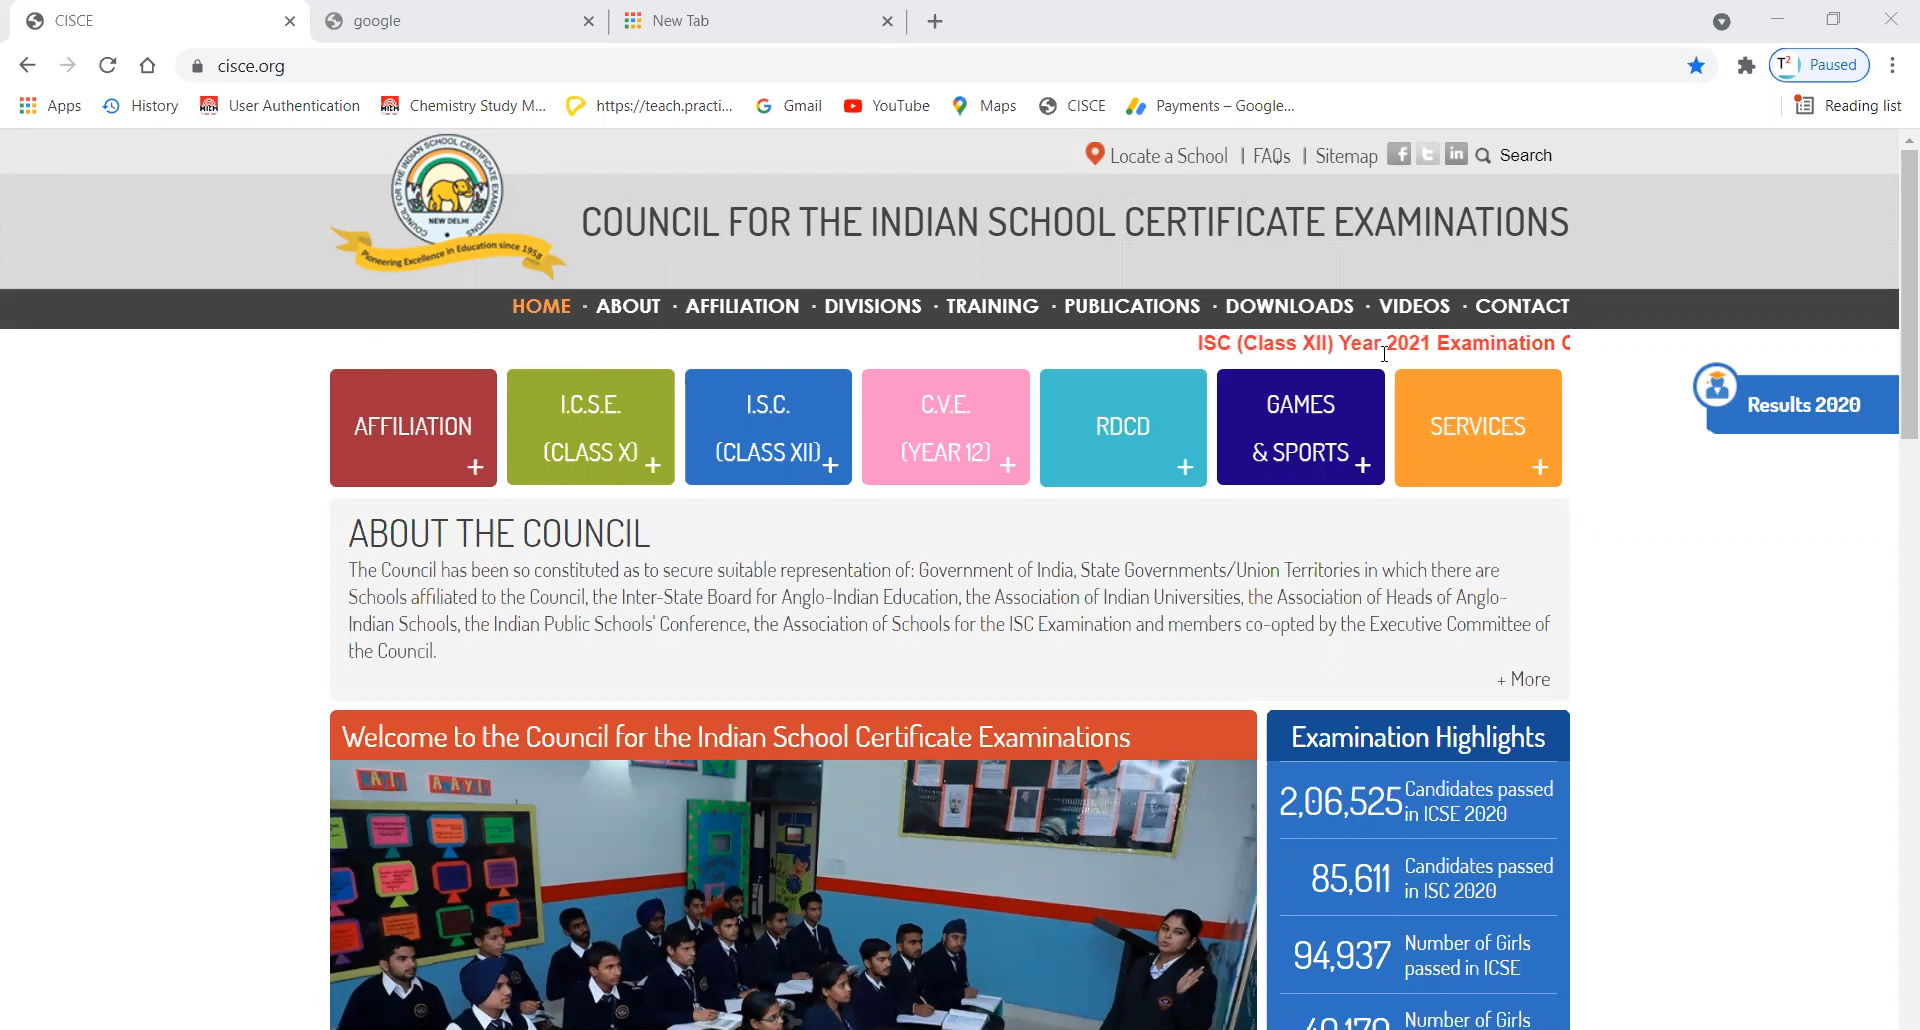 CISCE
google
New Tab
cisce.org
T2
Paused
Apps
History
User Authentication
Chemistry Study M...
https://teach.practi...
Gmail
YouTube
Maps
CISCE
Payments – Google...
Reading list
Locate a School | FAQs | Sitemap
Search
COUNCIL FOR THE INDIAN SCHOOL CERTIFICATE EXAMINATIONS
NEW DELHI
Pioneering Excellence in Education since 1958
COUNCIL FOR THE INDIAN SCHOOL CERTIFICATE EXAMINATIONS
HOME · ABOUT · AFFILIATION · DIVISIONS · TRAINING · PUBLICATIONS · DOWNLOADS · VIDEOS · CONTACT
ISC (Class XII) Year 2021 Examination
AFFILIATION
+
I.C.S.E.
(CLASS X) +
I.S.C.
(CLASS XII) +
C.V.E.
(YEAR 12) +
RDCD
+
GAMES
& SPORTS +
SERVICES
+
Results 2020
ABOUT THE COUNCIL
The Council has been so constituted as to secure suitable representation of: Government of India, State Governments/Union Territories in which there are
Schools affiliated to the Council, the Inter-State Board for Anglo-Indian Education, the Association of Indian Universities, the Association of Heads of Anglo-
Indian Schools, the Indian Public Schools' Conference, the Association of Schools for the ISC Examination and members co-opted by the Executive Committee of
the Council.
+ More
Welcome to the Council for the Indian School Certificate Examinations
Examination Highlights
2,06,525 Candidates passed
in ICSE 2020
85,611 Candidates passed
in ISC 2020
94,937 Number of Girls
passed in ICSE
Number of Girls